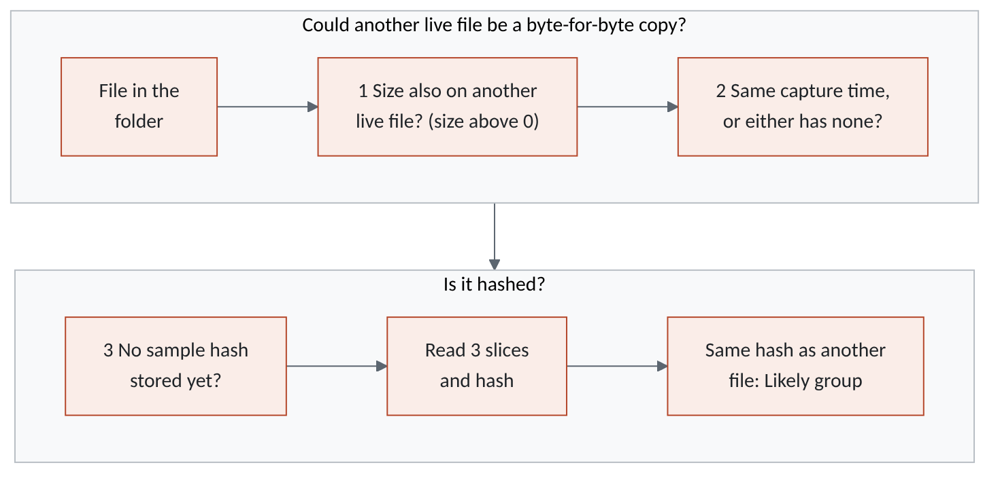 Could another live file be a byte-for-byte copy?
File in the
folder
1 Size also on another
live file? (size above 0)
2 Same capture time,
or either has none?
Is it hashed?
3 No sample hash
stored yet?
Read 3 slices
and hash
Same hash as another
file: Likely group